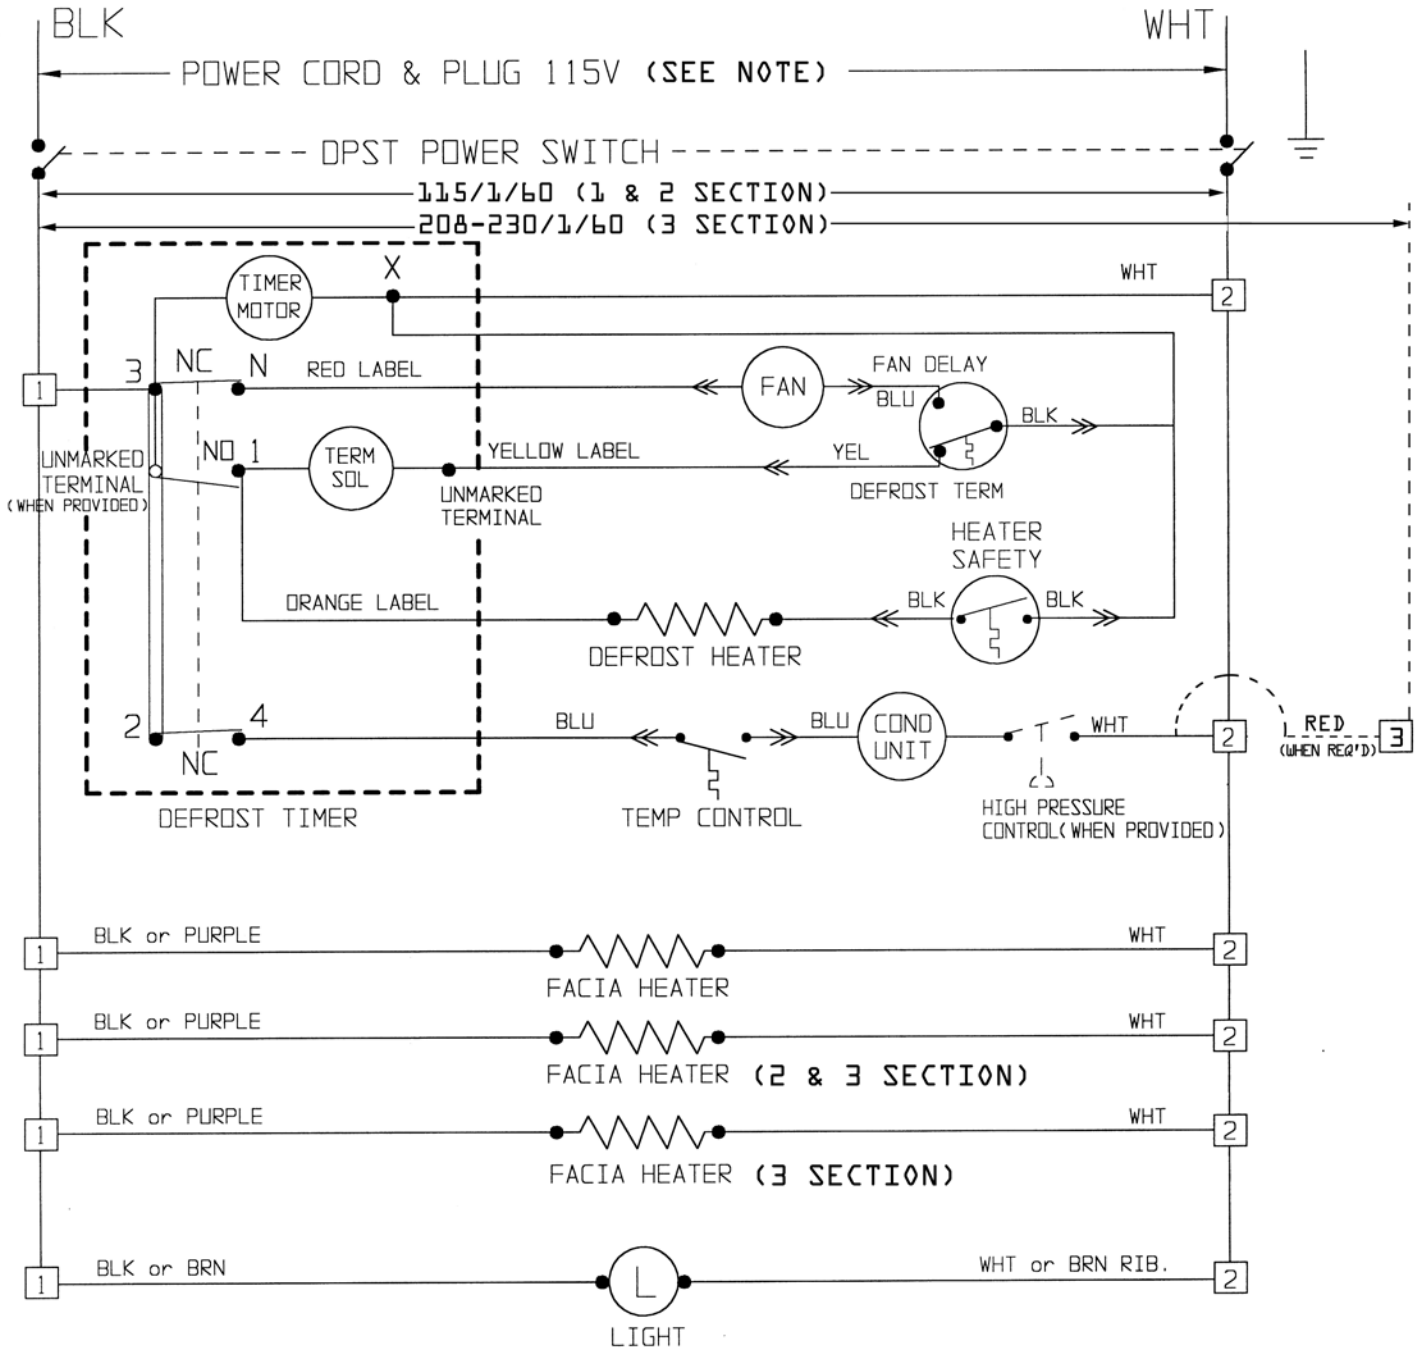 BLK
WHT
POWER CORD & PLUG 115V (SEE NOTE)
DPST POWER SWITCH
115/1/60 (1 & 2 SECTION)
208-230/1/60 (3 SECTION)
TIMER
MOTOR
X
WHT
2
1
3
NC
N
RED LABEL
FAN
FAN DELAY
BLU
BLK
UNMARKED
TERMINAL
(WHEN PROVIDED)
NO 1
TERM
SOL
YELLOW LABEL
YEL
UNMARKED
TERMINAL
DEFROST TERM
HEATER
SAFETY
ORANGE LABEL
BLK
BLK
DEFROST HEATER
2
4
NC
BLU
BLU
COND
UNIT
WHT
2
RED
(WHEN REQ'D)
3
DEFROST TIMER
TEMP CONTROL
HIGH PRESSURE
CONTROL(WHEN PROVIDED)
1
BLK or PURPLE
WHT
2
FACIA HEATER
1
BLK or PURPLE
WHT
2
FACIA HEATER (2 & 3 SECTION)
1
BLK or PURPLE
WHT
2
FACIA HEATER (3 SECTION)
1
BLK or BRN
L
WHT or BRN RIB.
2
LIGHT